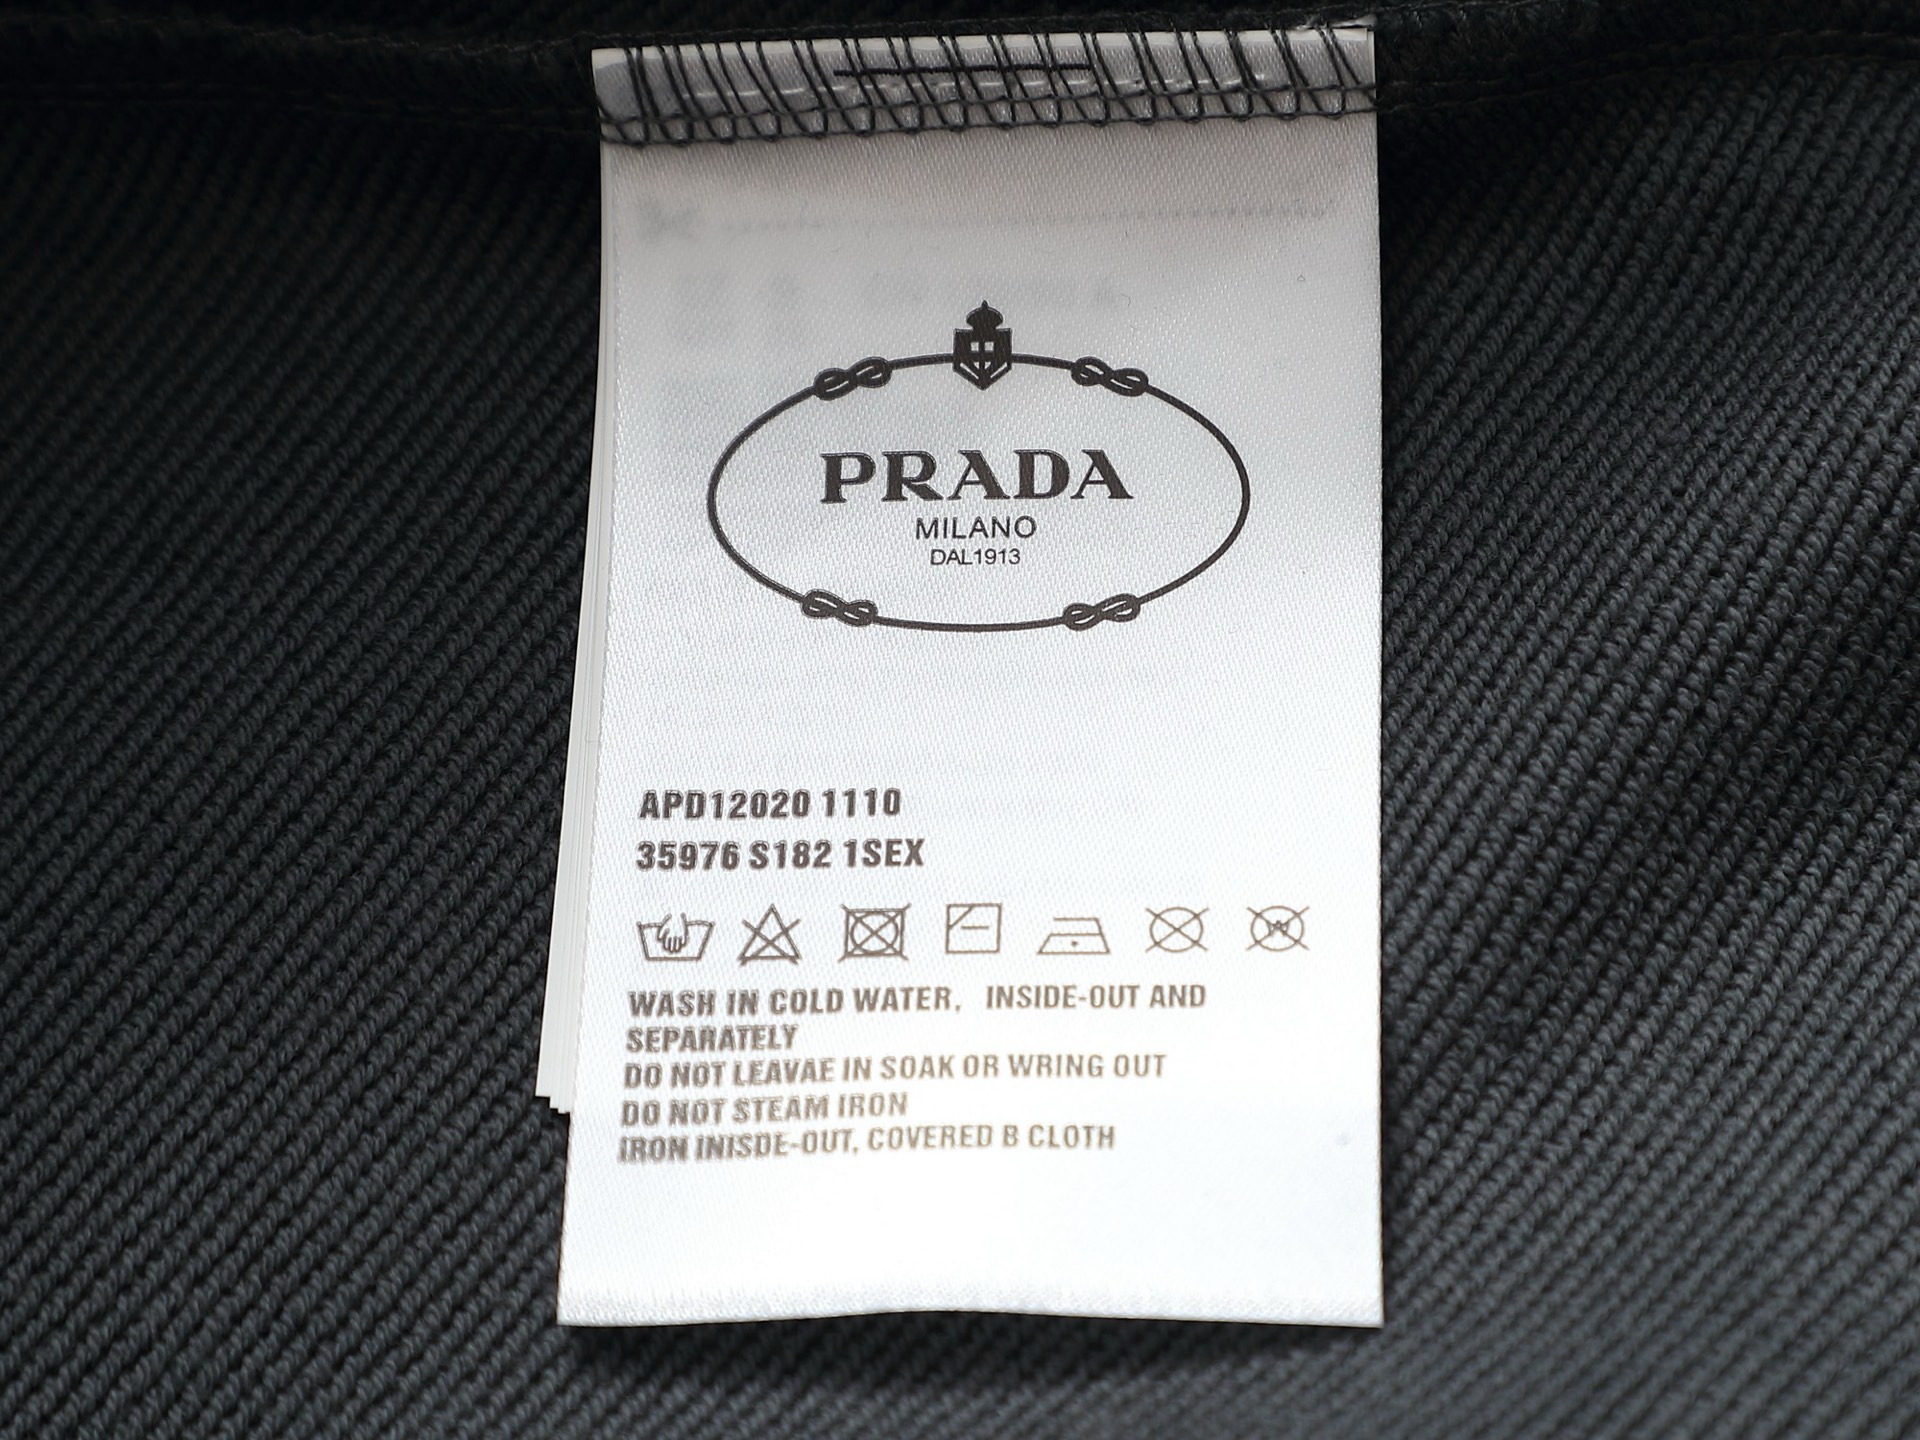 PRADA
MILANO
DAL1913
APD12020 1110
35976 S182 1SEX
WASH IN COLD WATER, INSIDE-OUT AND
SEPARATELY
DO NOT LEAVAE IN SOAK OR WRING OUT
DO NOT STEAM IRON
IRON INISDE-OUT, COVERED B CLOTH